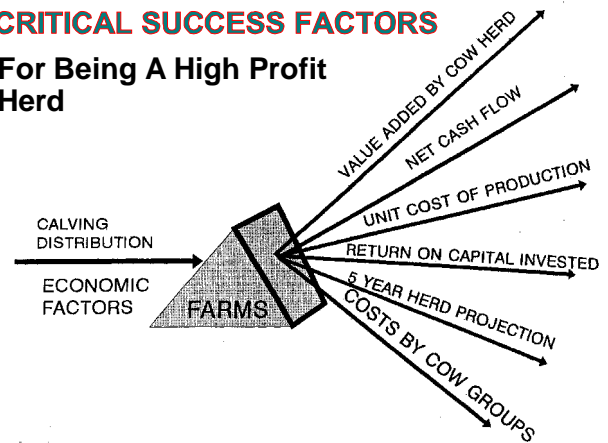 CRITICAL SUCCESS FACTORS
For Being A High Profit
Herd
CALVING
DISTRIBUTION
ECONOMIC
FACTORS
FARMS
VALUE ADDED BY COW HERD
NET CASH FLOW
UNIT COST OF PRODUCTION
RETURN ON CAPITAL INVESTED
5 YEAR HERD PROJECTION
COSTS BY COW GROUPS